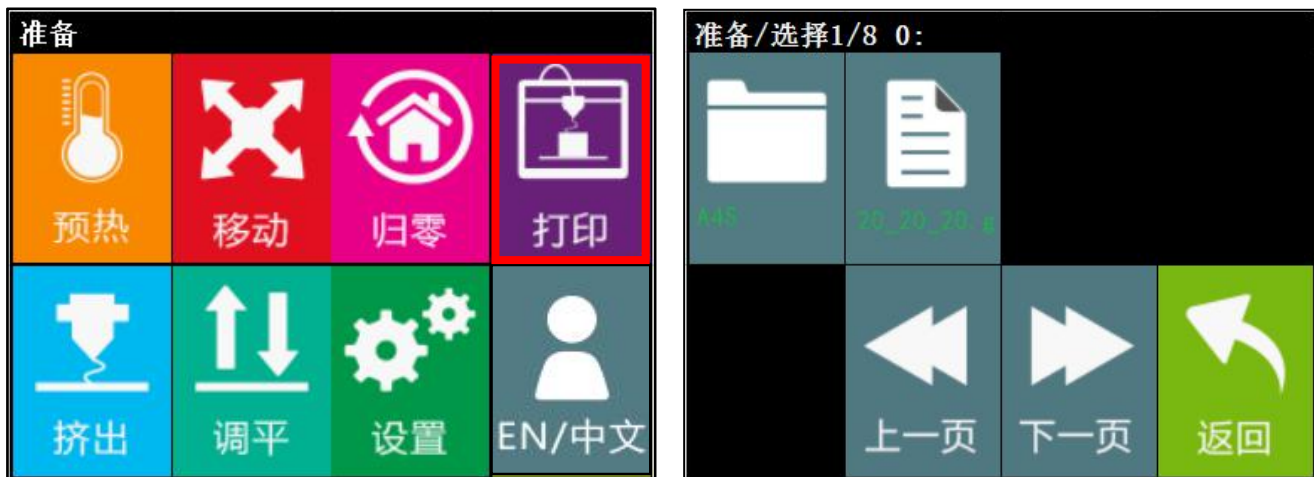 准备
预热 移动 归零 打印
挤出 调平 设置 EN/中文
准备/选择1/8 0:
A4S 20_20_20.g
上一页 下一页 返回